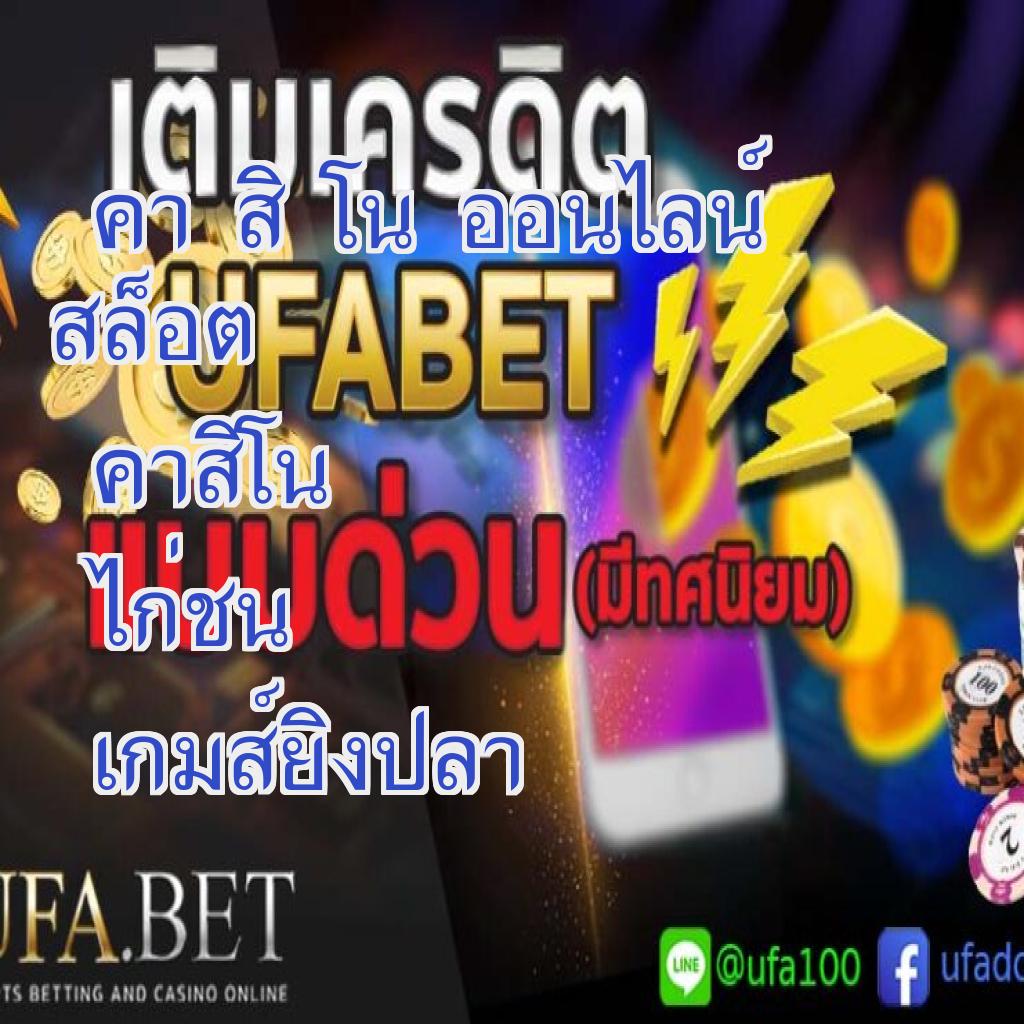 เติมเครดิต
คา สิ โน ออนไลน์
สล็อต
UFABET
คาสิโน
แบบด่วน (มีทศนิยม)
ไก่ชน
เกมส์ยิงปลา
UFA.BET
TS BETTING AND CASINO ONLINE
LINE @ufa100 f ufado
100